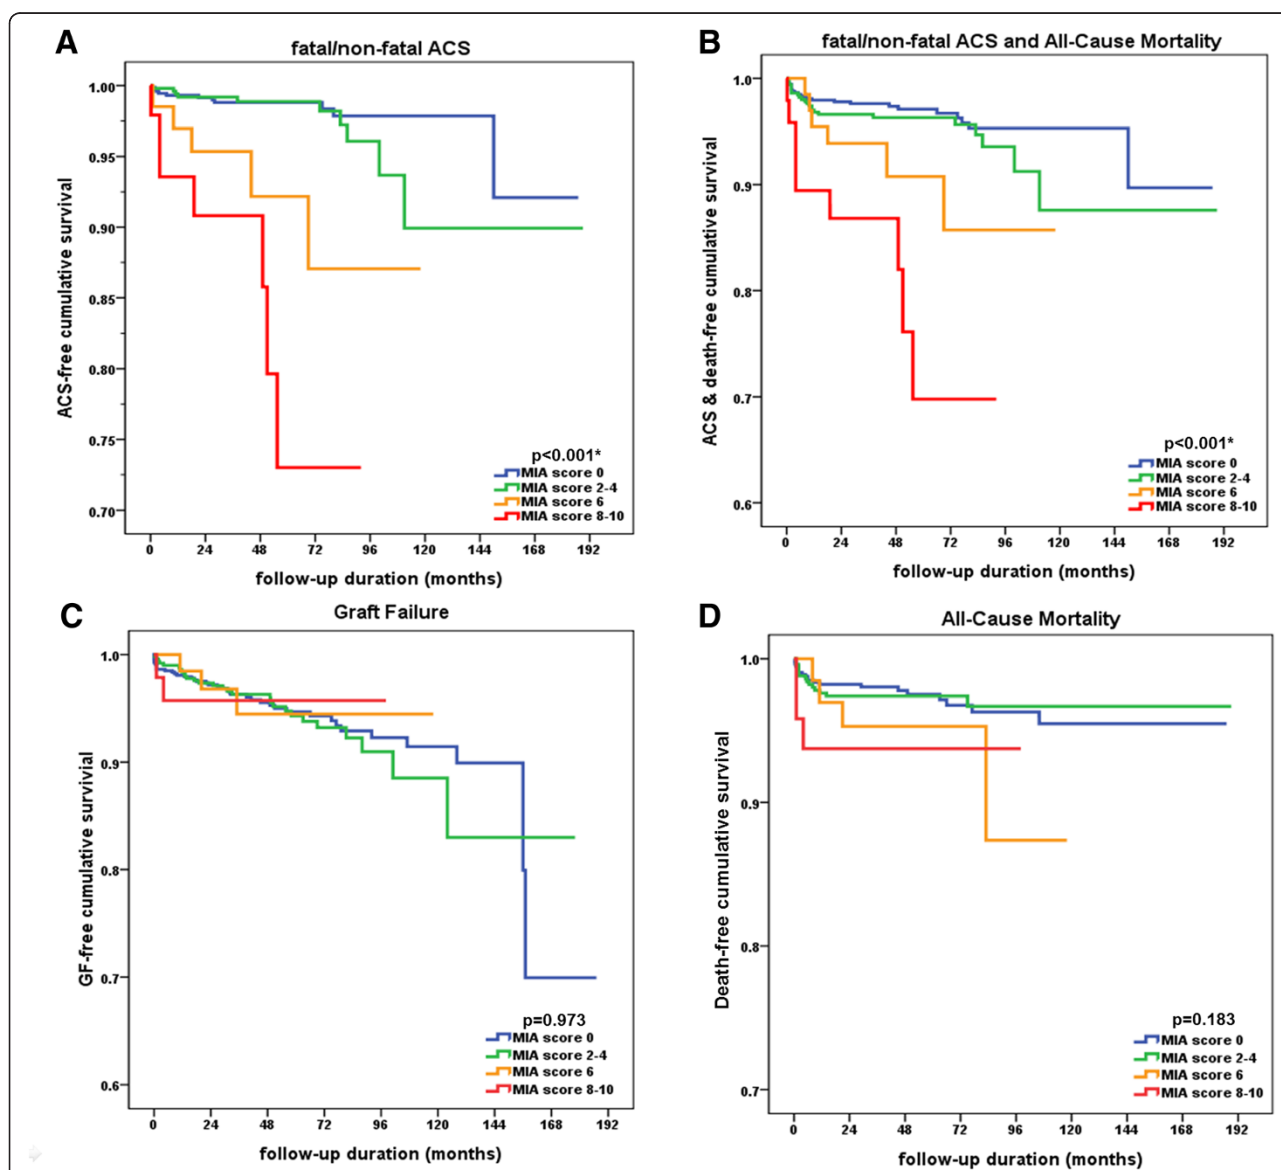 A
fatal/non-fatal ACS
ACS-free cumulative survival
1.00
0.95
0.90
0.85
0.80
0.75
0.70
p<0.001*
MIA score 0
MIA score 2-4
MIA score 6
MIA score 8-10
0 24 48 72 96 120 144 168 192
follow-up duration (months)
B
fatal/non-fatal ACS and All-Cause Mortality
ACS & death-free cumulative survival
1.0
0.9
0.8
0.7
0.6
p<0.001*
MIA score 0
MIA score 2-4
MIA score 6
MIA score 8-10
0 24 48 72 96 120 144 168 192
follow-up duration (months)
C
Graft Failure
GF-free cumulative survivial
1.0
0.9
0.8
0.7
0.6
p=0.973
MIA score 0
MIA score 2-4
MIA score 6
MIA score 8-10
0 24 48 72 96 120 144 168 192
follow-up duration (months)
D
All-Cause Mortality
Death-free cumulative survival
1.0
0.9
0.8
0.7
p=0.183
MIA score 0
MIA score 2-4
MIA score 6
MIA score 8-10
0 24 48 72 96 120 144 168 192
follow-up duration (months)